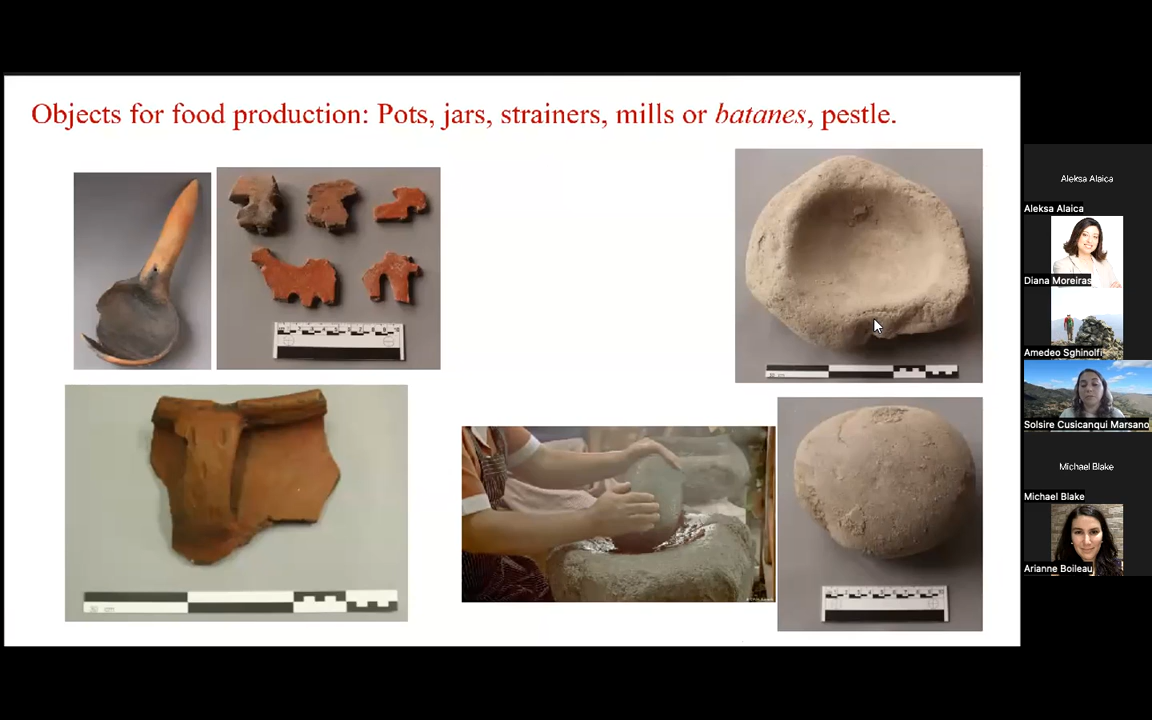 Objects for food production: Pots, jars, strainers, mills or batanes, pestle.
Aleksa Alaica
Aleksa Alaica
Diana Moreiras
Amedeo Sghinolfi
Solsire Cusicanqui Marsano
Michael Blake
Michael Blake
Arianne Boileau